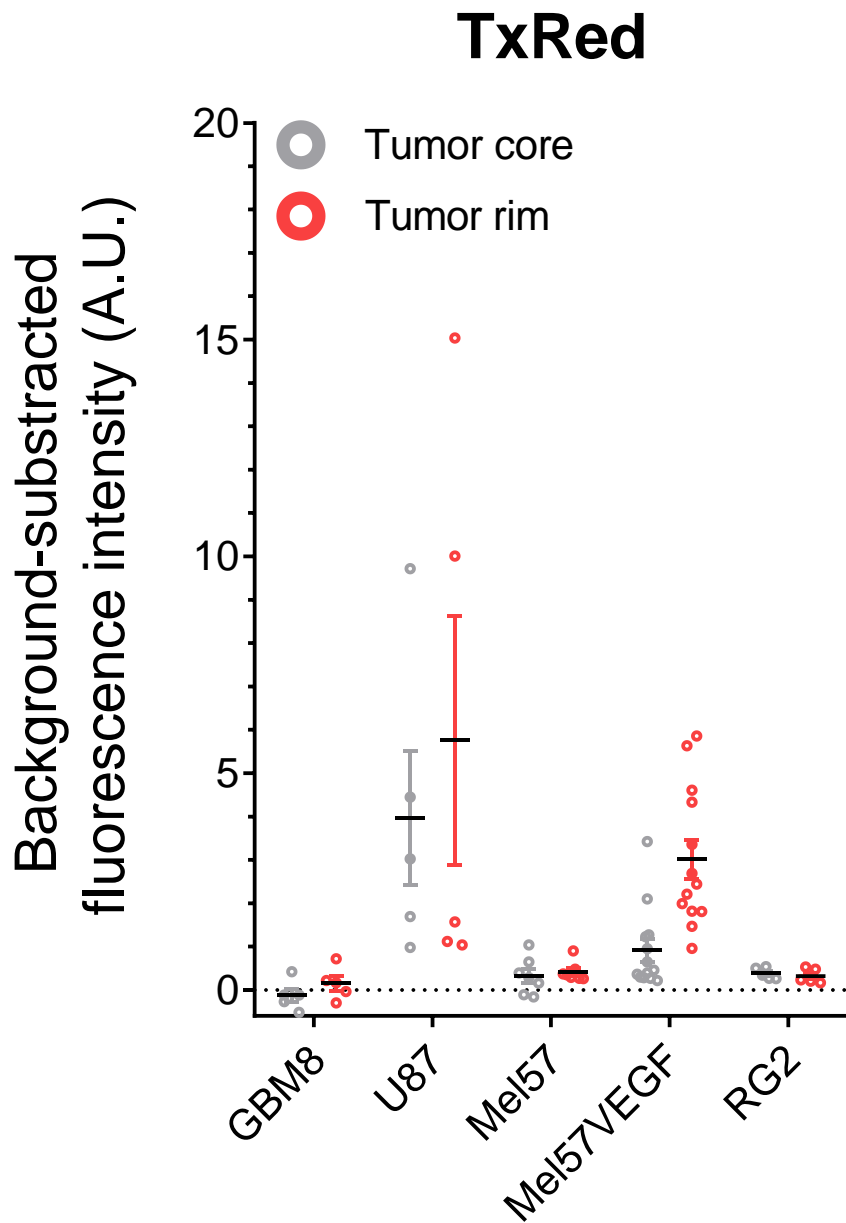 TxRed
Background-substracted
fluorescence intensity (A.U.)
20
15
10
5
0
Tumor core
Tumor rim
GBM8
U87
Mel57
Mel57VEGF
RG2